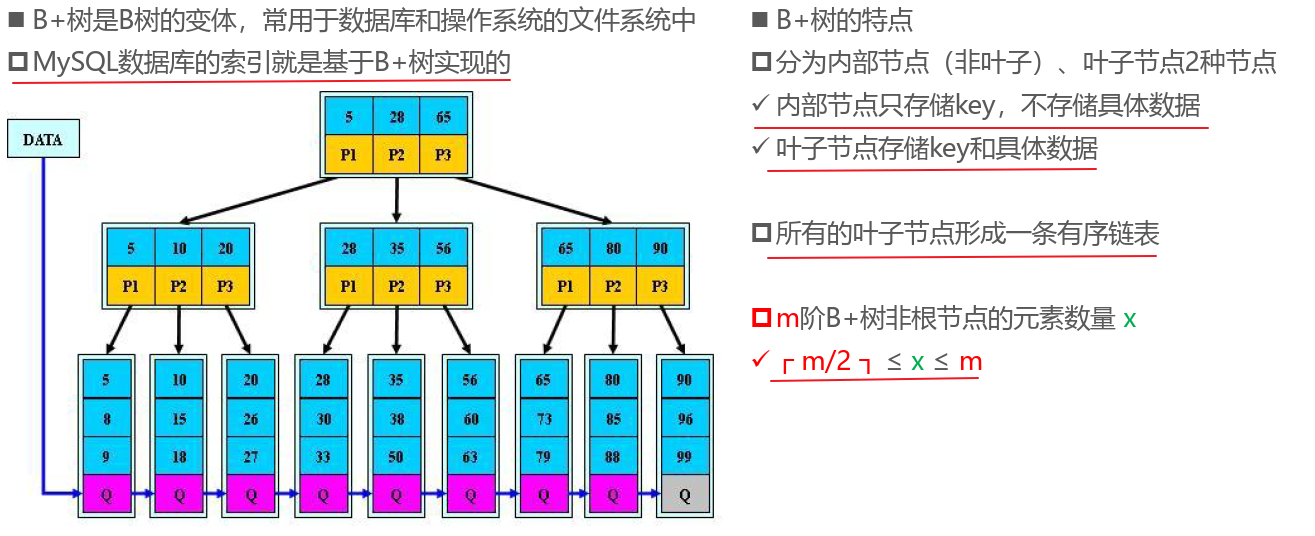 ■ B+树是B树的变体，常用于数据库和操作系统的文件系统中
MySQL数据库的索引就是基于B+树实现的
DATA
5 28 65
P1 P2 P3
5 10 20
P1 P2 P3
28 35 56
P1 P2 P3
65 80 90
P1 P2 P3
5 10 20 28 35 56 65 80 90
8 15 26 30 38 60 73 85 96
9 18 27 33 50 63 79 88 99
Q Q Q Q Q Q Q Q Q
■ B+树的特点
分为内部节点（非叶子）、叶子节点2种节点
✓ 内部节点只存储key，不存储具体数据
✓ 叶子节点存储key和具体数据
所有的叶子节点形成一条有序链表
m阶B+树非根节点的元素数量 x
✓ ┌ m/2 ┐ ≤ x ≤ m